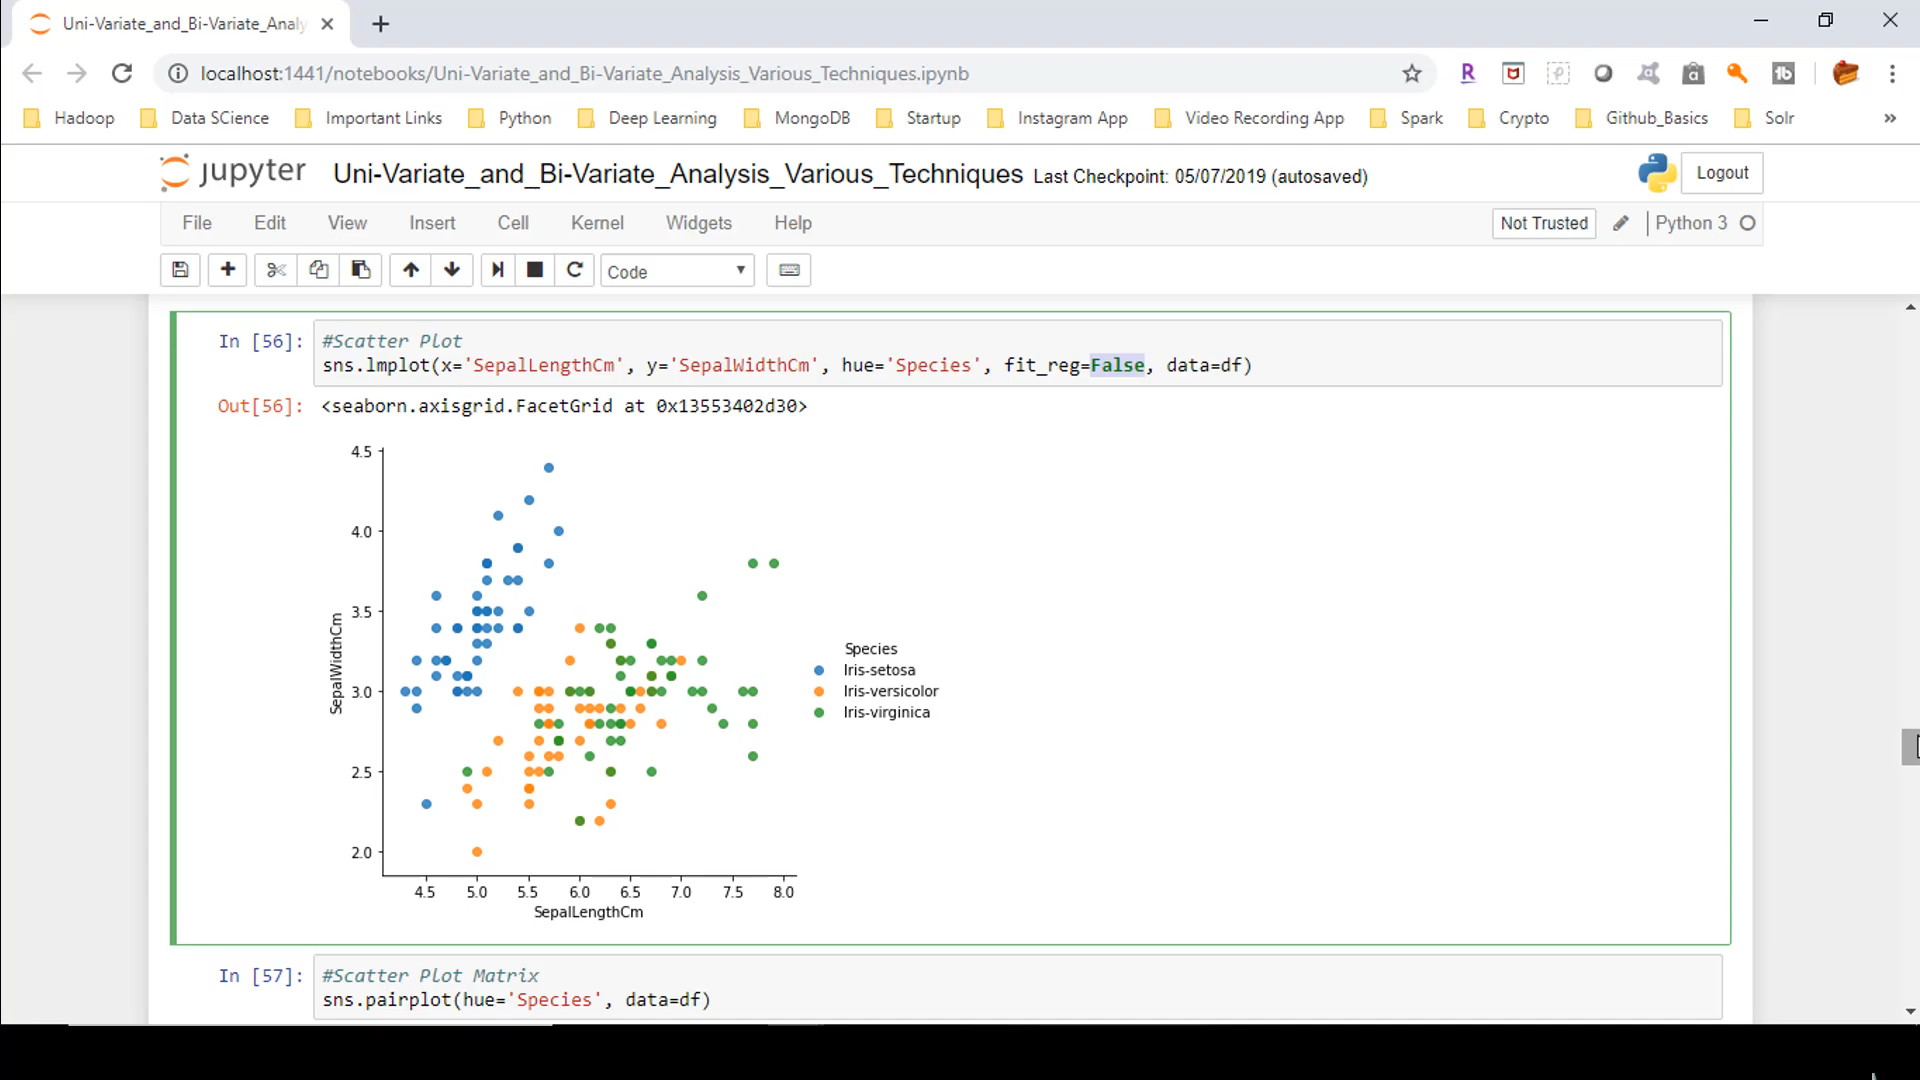 Uni-Variate_and_Bi-Variate_Analy
localhost:1441/notebooks/Uni-Variate_and_Bi-Variate_Analysis_Various_Techniques.ipynb
Hadoop Data SCience Important Links Python Deep Learning MongoDB Startup Instagram App Video Recording App Spark Crypto Github_Basics Solr »
jupyter Uni-Variate_and_Bi-Variate_Analysis_Various_Techniques Last Checkpoint: 05/07/2019 (autosaved) Logout
File Edit View Insert Cell Kernel Widgets Help Not Trusted Python 3
Code
In [56]: #Scatter Plot
sns.lmplot(x='SepalLengthCm', y='SepalWidthCm', hue='Species', fit_reg=False, data=df)
Out[56]: <seaborn.axisgrid.FacetGrid at 0x13553402d30>
4.5
4.0
3.5
3.0
2.5
2.0
SepalWidthCm
Species
Iris-setosa
Iris-versicolor
Iris-virginica
4.5 5.0 5.5 6.0 6.5 7.0 7.5 8.0
SepalLengthCm
In [57]: #Scatter Plot Matrix
sns.pairplot(hue='Species', data=df)